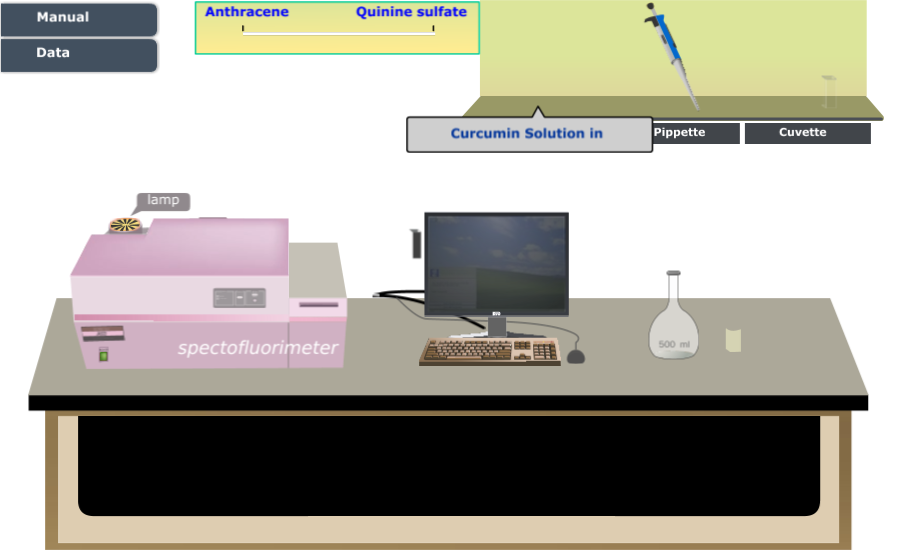 Manual
Data
Anthracene Quinine sulfate
Curcumin Solution in
Pippette
Cuvette
lamp
spectofluorimeter
500 ml